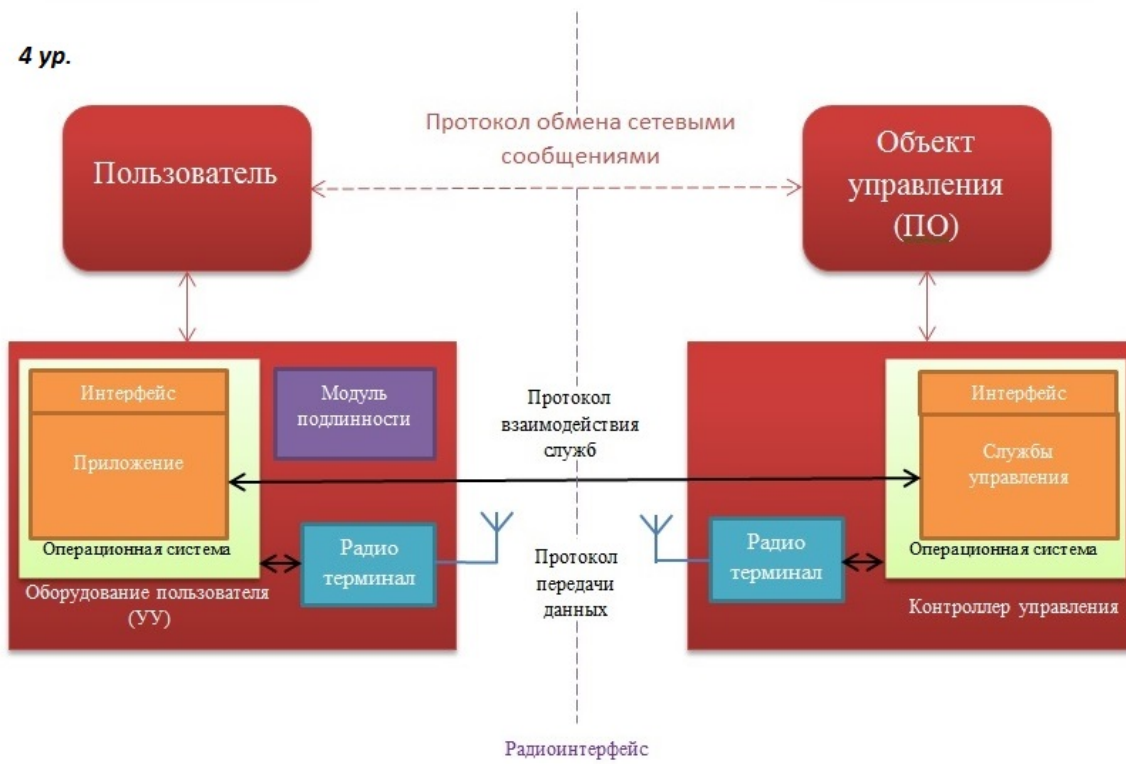 4 ур.
Пользователь
Протокол обмена сетевыми
сообщениями
Объект
управления
(ПО)
Интерфейс
Приложение
Операционная система
Модуль
подлинности
Радио
терминал
Оборудование пользователя
(УУ)
Протокол
взаимодействия
служб
Протокол
передачи
данных
Радио
терминал
Интерфейс
Службы
управления
Операционная система
Контроллер управления
Радиоинтерфейс